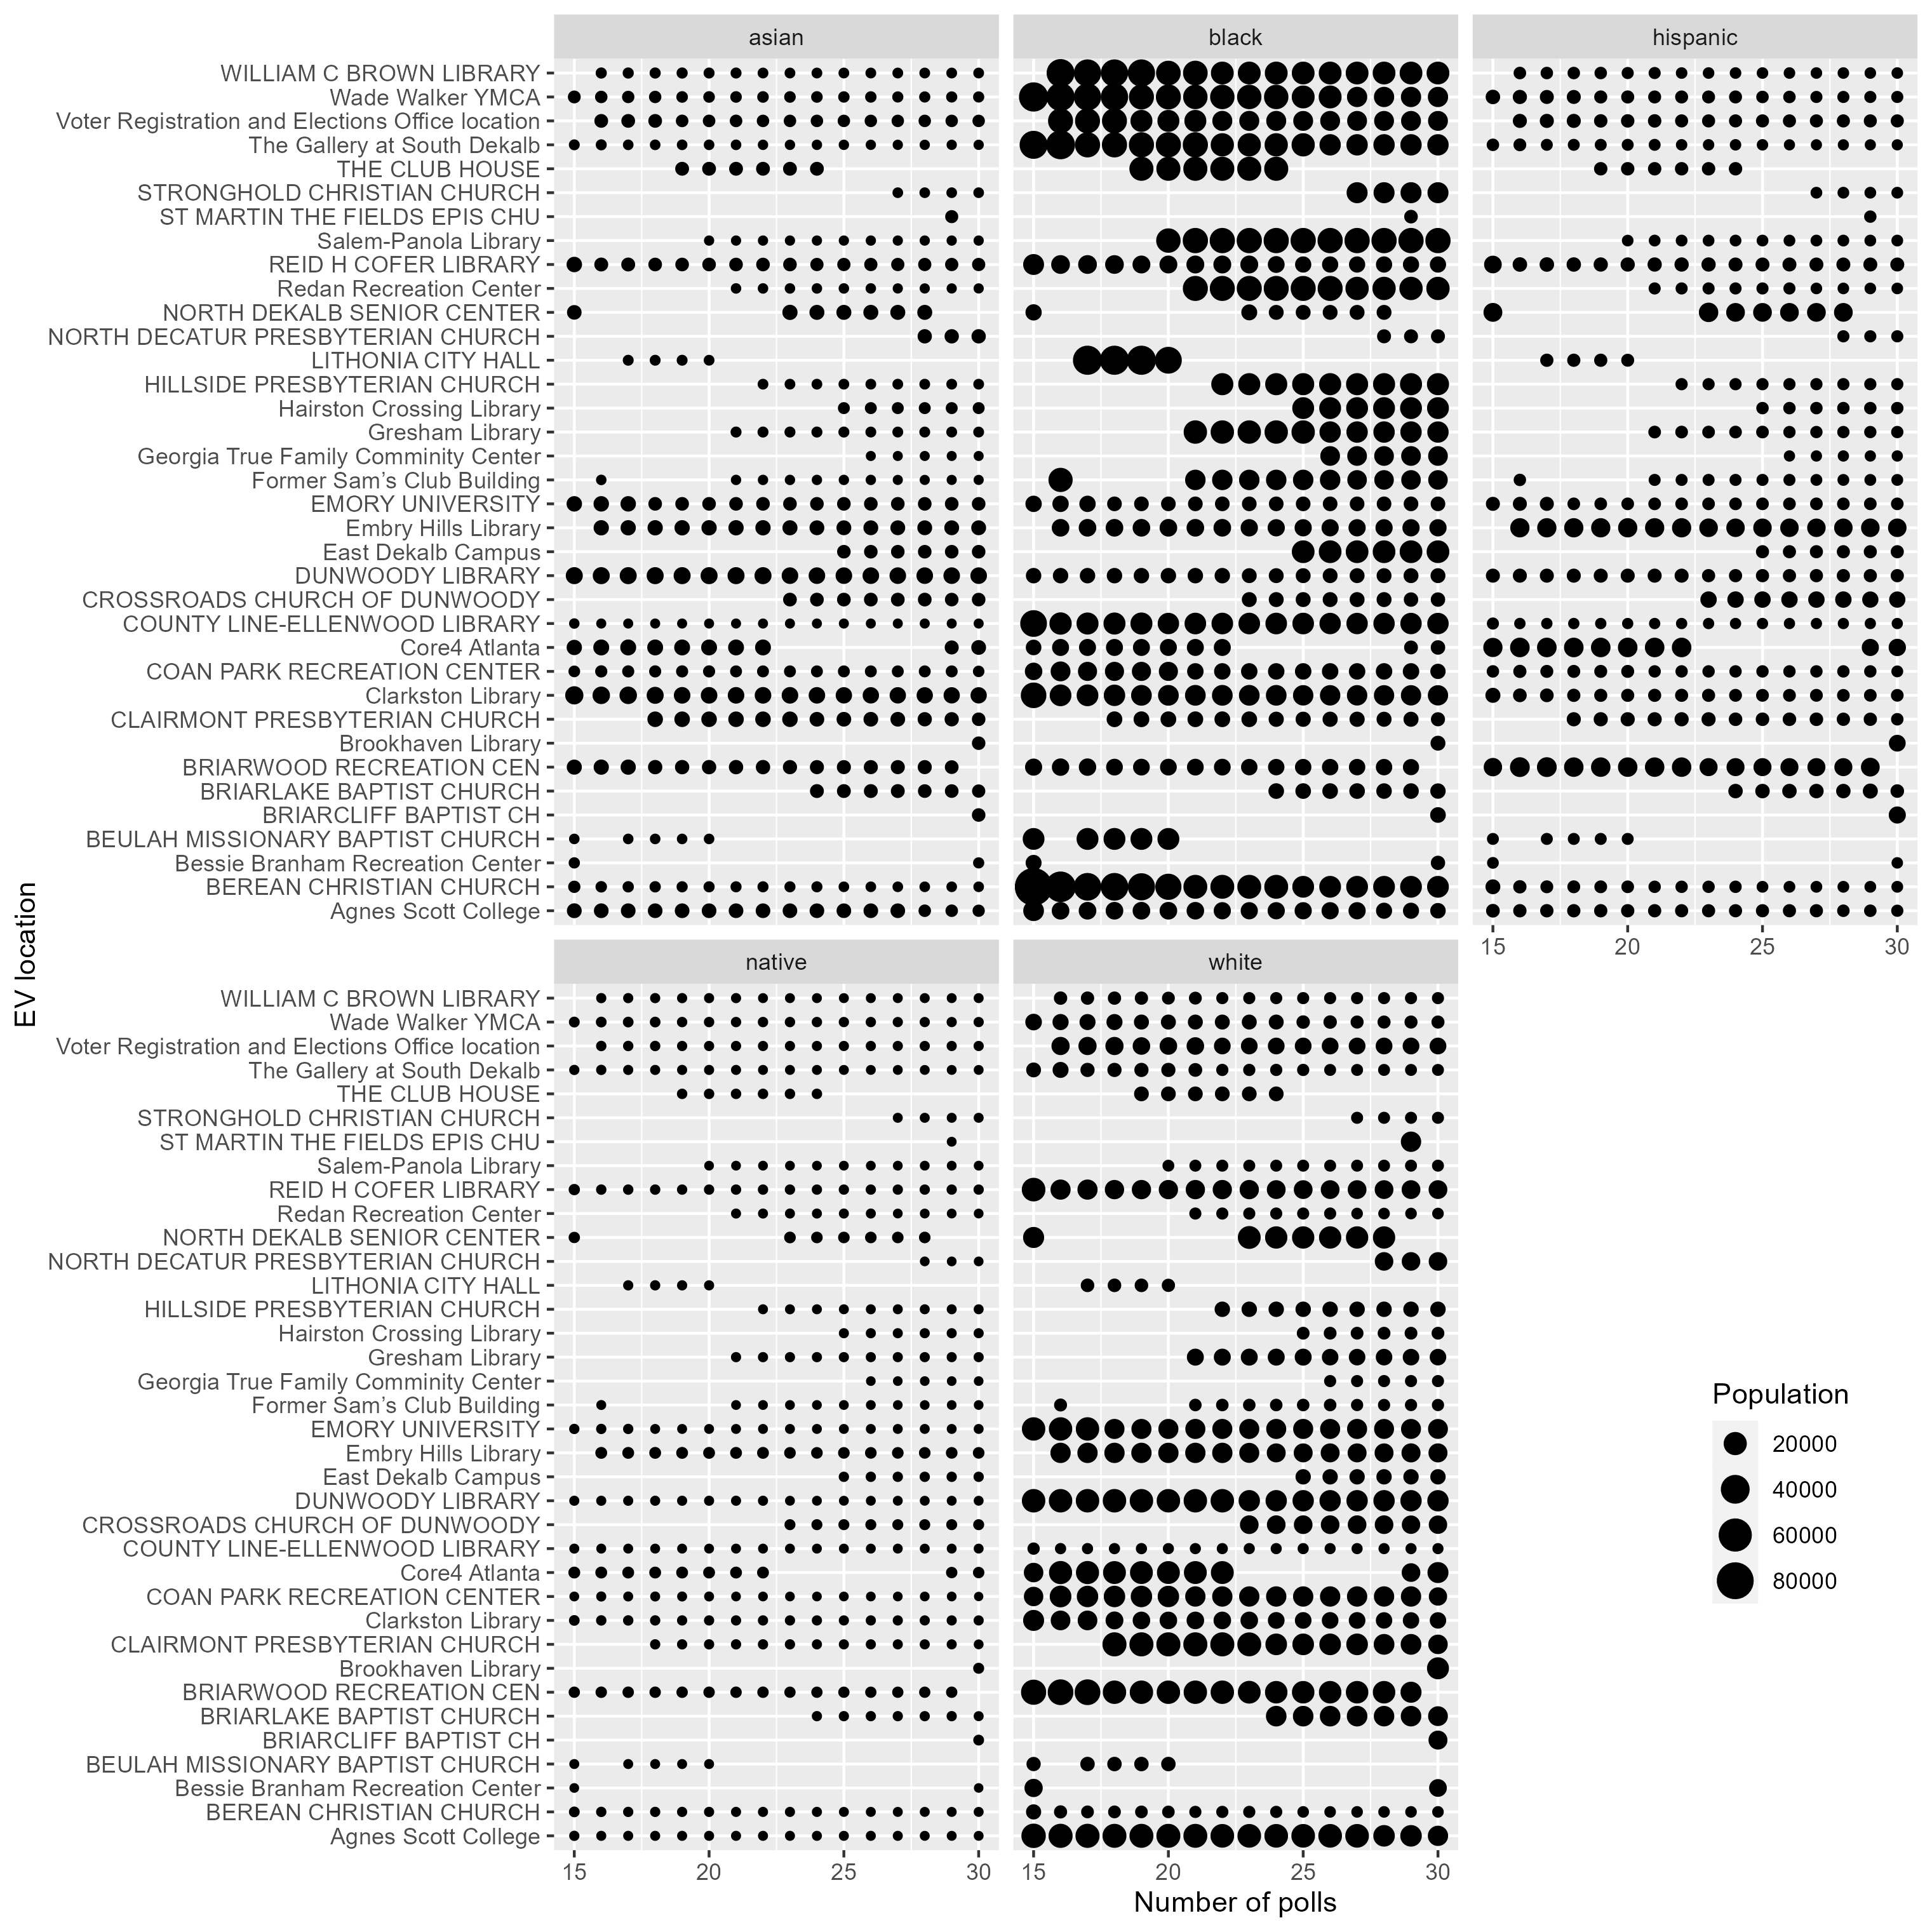 asian
black
hispanic
WILLIAM C BROWN LIBRARY
Wade Walker YMCA
Voter Registration and Elections Office location
The Gallery at South Dekalb
THE CLUB HOUSE
STRONGHOLD CHRISTIAN CHURCH
ST MARTIN THE FIELDS EPIS CHU
Salem-Panola Library
REID H COFER LIBRARY
Redan Recreation Center
NORTH DEKALB SENIOR CENTER
NORTH DECATUR PRESBYTERIAN CHURCH
LITHONIA CITY HALL
HILLSIDE PRESBYTERIAN CHURCH
Hairston Crossing Library
Gresham Library
Georgia True Family Comminity Center
Former Sam’s Club Building
EMORY UNIVERSITY
Embry Hills Library
East Dekalb Campus
DUNWOODY LIBRARY
CROSSROADS CHURCH OF DUNWOODY
COUNTY LINE-ELLENWOOD LIBRARY
Core4 Atlanta
COAN PARK RECREATION CENTER
Clarkston Library
CLAIRMONT PRESBYTERIAN CHURCH
Brookhaven Library
BRIARWOOD RECREATION CEN
BRIARLAKE BAPTIST CHURCH
BRIARCLIFF BAPTIST CH
BEULAH MISSIONARY BAPTIST CHURCH
Bessie Branham Recreation Center
BEREAN CHRISTIAN CHURCH
Agnes Scott College
15 20 25 30
EV location
native
white
WILLIAM C BROWN LIBRARY
Wade Walker YMCA
Voter Registration and Elections Office location
The Gallery at South Dekalb
THE CLUB HOUSE
STRONGHOLD CHRISTIAN CHURCH
ST MARTIN THE FIELDS EPIS CHU
Salem-Panola Library
REID H COFER LIBRARY
Redan Recreation Center
NORTH DEKALB SENIOR CENTER
NORTH DECATUR PRESBYTERIAN CHURCH
LITHONIA CITY HALL
HILLSIDE PRESBYTERIAN CHURCH
Hairston Crossing Library
Gresham Library
Georgia True Family Comminity Center
Former Sam’s Club Building
EMORY UNIVERSITY
Embry Hills Library
East Dekalb Campus
DUNWOODY LIBRARY
CROSSROADS CHURCH OF DUNWOODY
COUNTY LINE-ELLENWOOD LIBRARY
Core4 Atlanta
COAN PARK RECREATION CENTER
Clarkston Library
CLAIRMONT PRESBYTERIAN CHURCH
Brookhaven Library
BRIARWOOD RECREATION CEN
BRIARLAKE BAPTIST CHURCH
BRIARCLIFF BAPTIST CH
BEULAH MISSIONARY BAPTIST CHURCH
Bessie Branham Recreation Center
BEREAN CHRISTIAN CHURCH
Agnes Scott College
15 20 25 30
15 20 25 30
Number of polls
Population
20000
40000
60000
80000